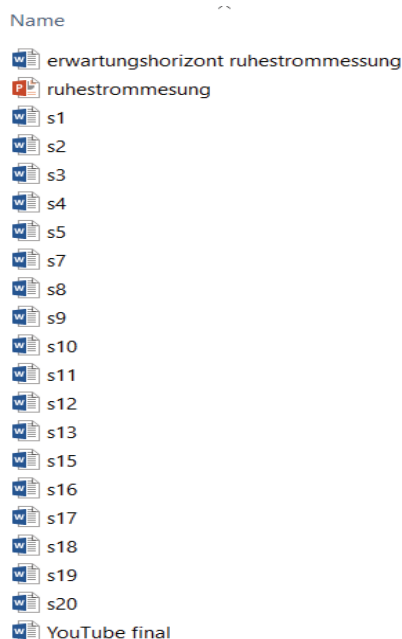 Name
erwartungshorizont ruhestrommessung
ruhestrommesung
s1
s2
s3
s4
s5
s7
s8
s9
s10
s11
s12
s13
s15
s16
s17
s18
s19
s20
YouTube final